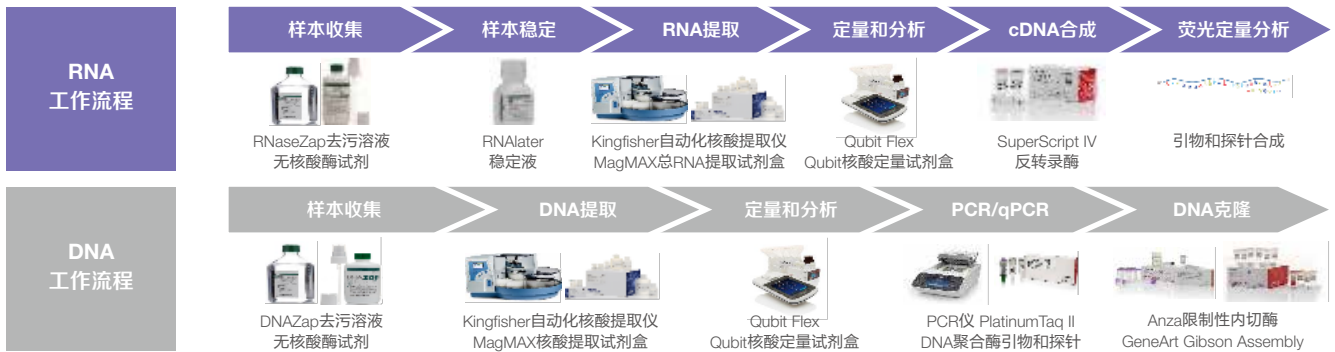 RNA
工作流程
样本收集
样本稳定
RNA提取
定量和分析
cDNA合成
荧光定量分析
RNaseZap去污溶液
无核酸酶试剂
RNAlater
稳定液
Kingfisher自动化核酸提取仪
MagMAX总RNA提取试剂盒
Qubit Flex
Qubit核酸定量试剂盒
SuperScript IV
反转录酶
引物和探针合成
DNA
工作流程
样本收集
DNA提取
定量和分析
PCR/qPCR
DNA克隆
DNAZap去污溶液
无核酸酶试剂
Kingfisher自动化核酸提取仪
MagMAX核酸提取试剂盒
Qubit Flex
Qubit核酸定量试剂盒
PCR仪 PlatinumTaq II
DNA聚合酶引物和探针
Anza限制性内切酶
GeneArt Gibson Assembly